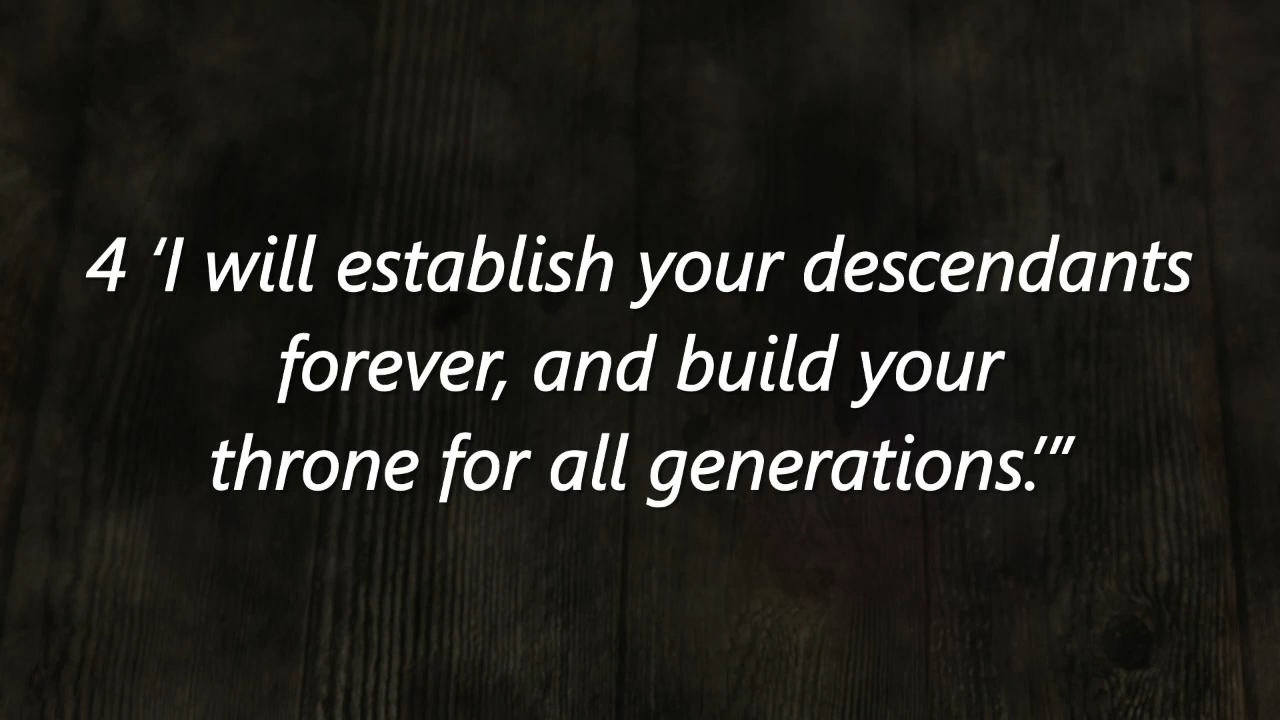 4 ‘I will establish your descendants
forever, and build your
throne for all generations.’”